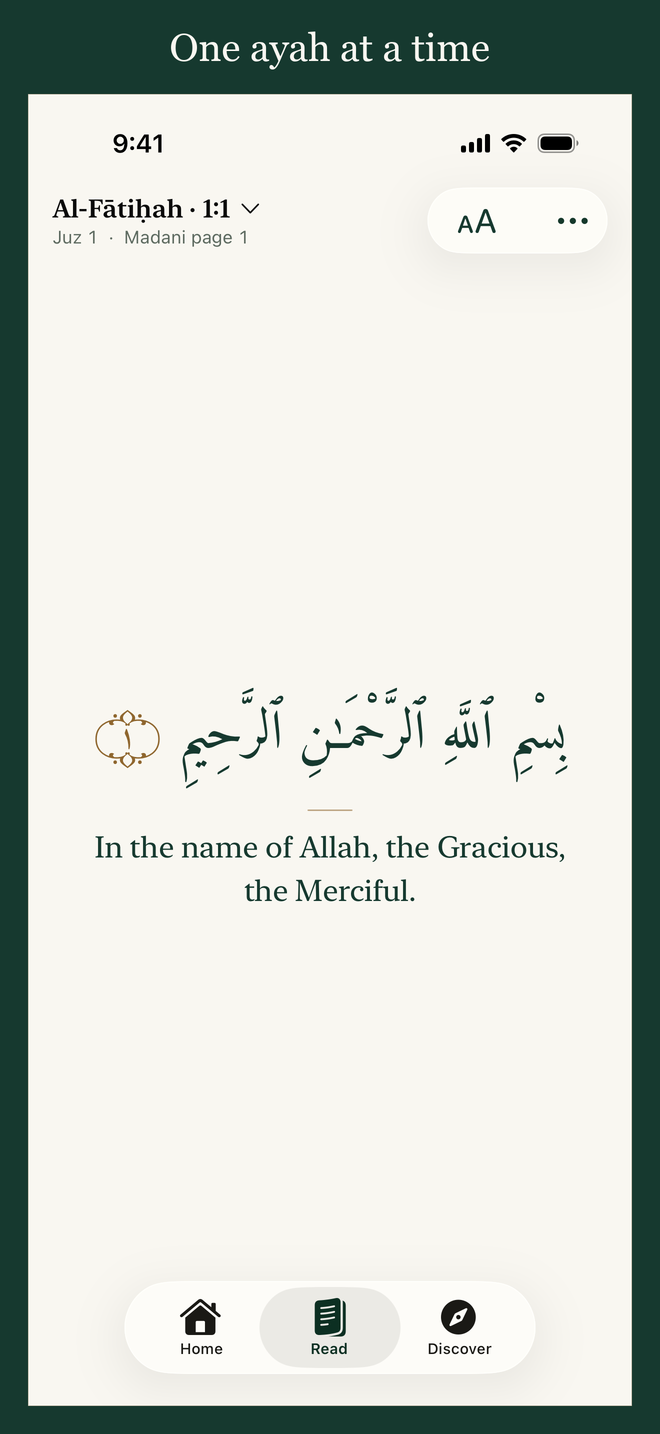 One ayah at a time
9:41
Al-Fātiḥah · 1:1
Juz 1 · Madani page 1
AA
بِسْمِ ٱللَّهِ ٱلرَّحْمَـٰنِ ٱلرَّحِيمِ ١
In the name of Allah, the Gracious,
the Merciful.
Home
Read
Discover